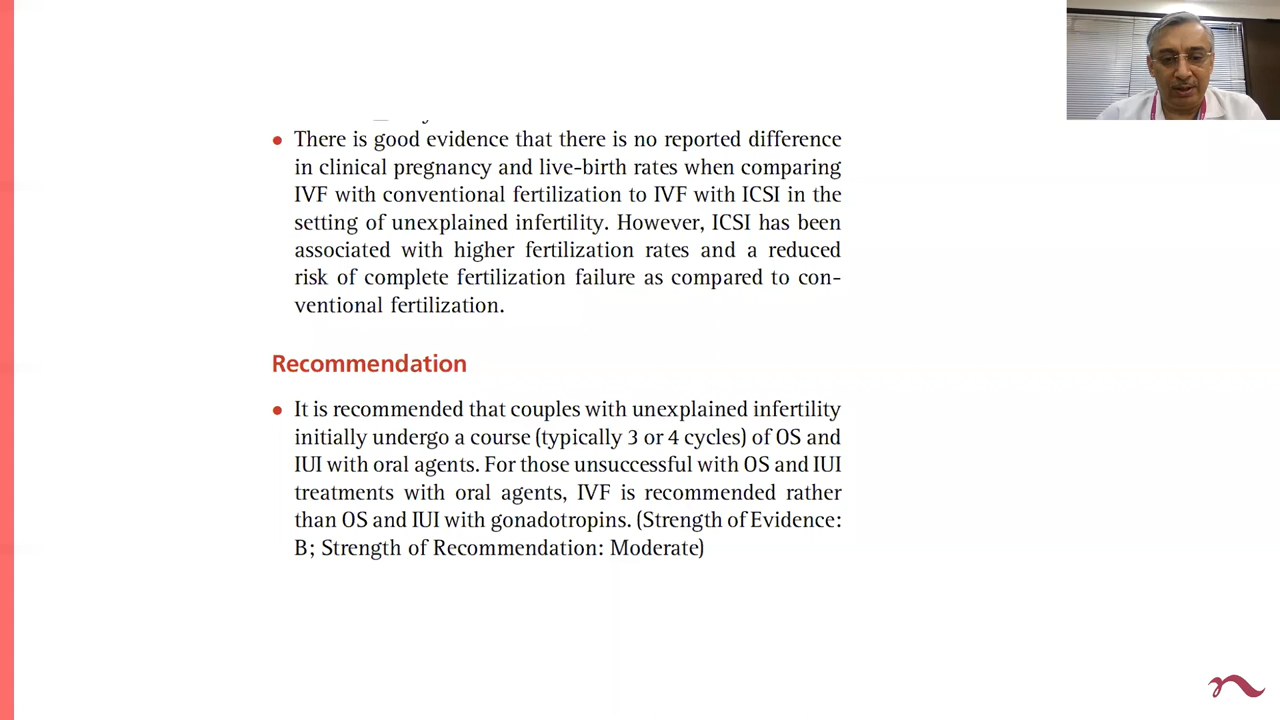 • There is good evidence that there is no reported difference
in clinical pregnancy and live-birth rates when comparing
IVF with conventional fertilization to IVF with ICSI in the
setting of unexplained infertility. However, ICSI has been
associated with higher fertilization rates and a reduced
risk of complete fertilization failure as compared to con-
ventional fertilization.
Recommendation
• It is recommended that couples with unexplained infertility
initially undergo a course (typically 3 or 4 cycles) of OS and
IUI with oral agents. For those unsuccessful with OS and IUI
treatments with oral agents, IVF is recommended rather
than OS and IUI with gonadotropins. (Strength of Evidence:
B; Strength of Recommendation: Moderate)